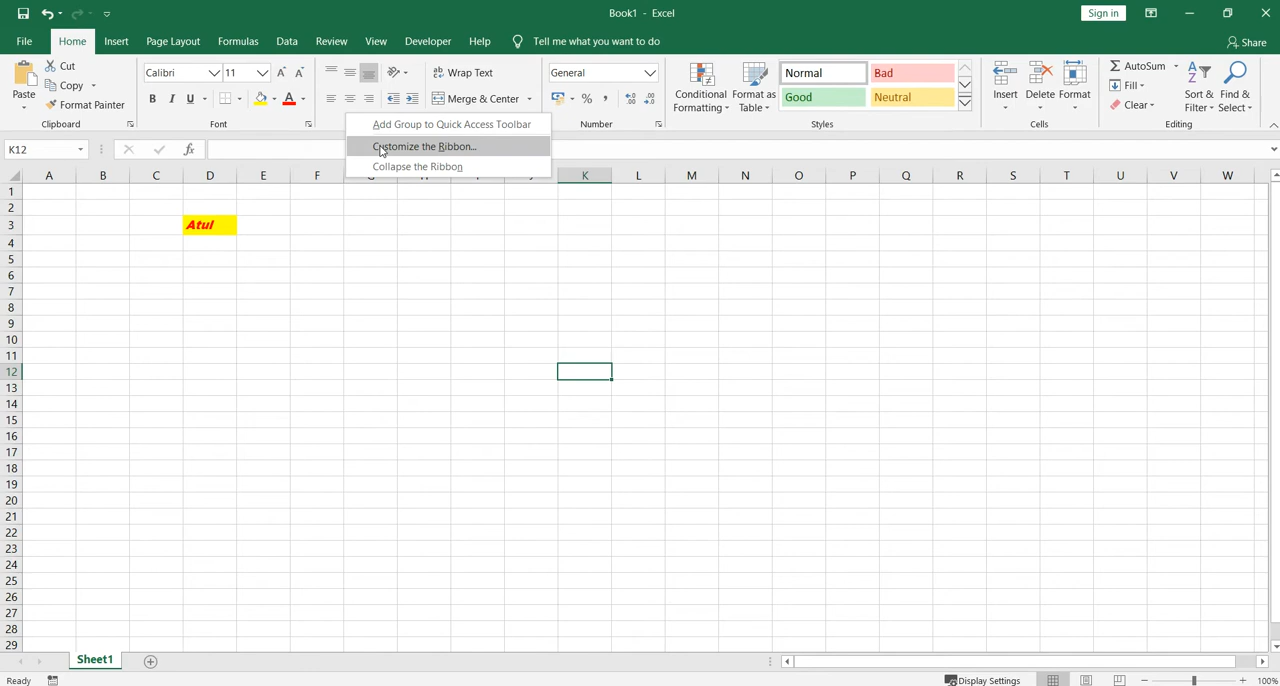 Book1 - Excel
Sign in
File Home Insert Page Layout Formulas Data Review View Developer Help Tell me what you want to do Share
Paste
Cut
Copy
Format Painter
Clipboard
Calibri 11
B I U
Font
Wrap Text
Merge & Center
General
% ,
Number
Conditional Formatting
Format as Table
Normal Bad
Good Neutral
Styles
Insert Delete Format
Cells
AutoSum
Fill
Clear
Sort & Filter
Find & Select
Editing
Add Group to Quick Access Toolbar
Customize the Ribbon...
Collapse the Ribbon
K12 fx
A B C D E F K L M N O P Q R S T U V W
1
2
3 Atul
4
5
6
7
8
9
10
11
12
13
14
15
16
17
18
19
20
21
22
23
24
25
26
27
28
29
Sheet1
Ready Display Settings 100%